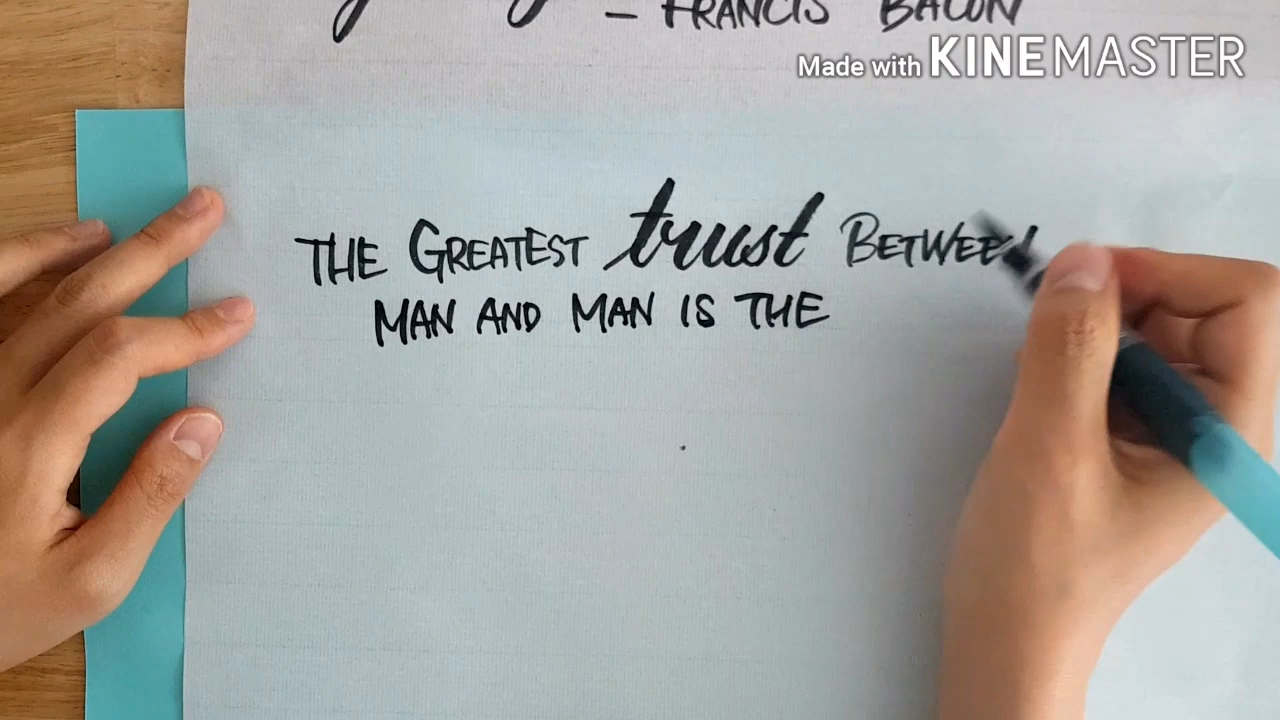 – FRANCIS BACON
Made with KINEMASTER
THE GREATEST trust BETWEEN
MAN AND MAN IS THE